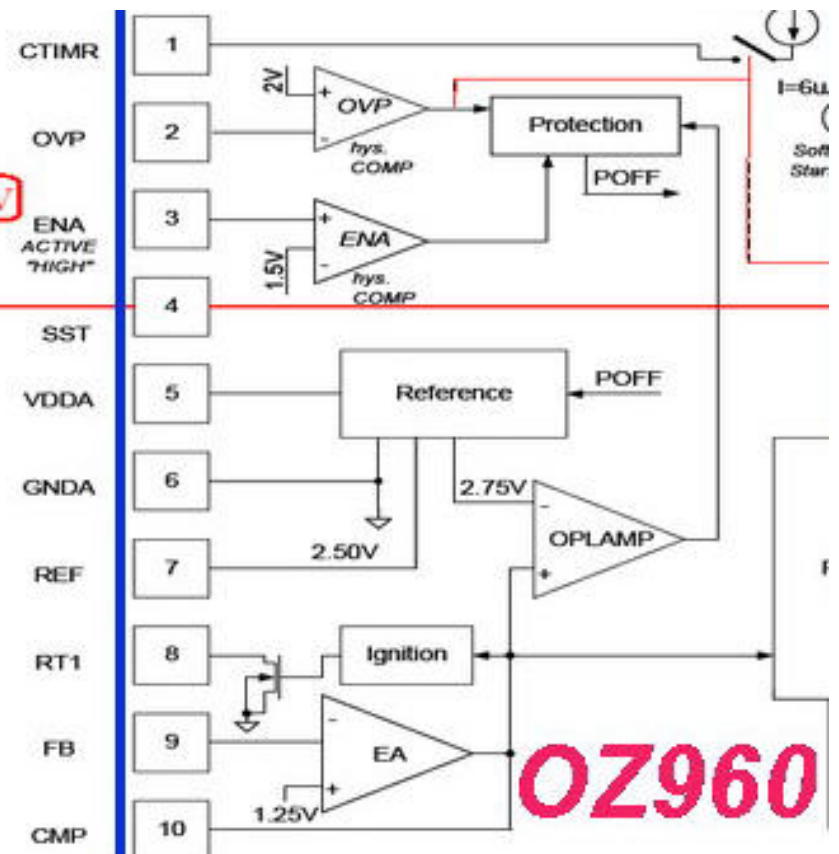 CTIMR
1
2V
OVP
I=6u
OVP
2
hys.
COMP
Protection
Soft
Star
POFF
ENA
ACTIVE
"HIGH"
3
ENA
1.5V
hys.
COMP
4
SST
VDDA
5
Reference
POFF
GNDA
6
2.75V
REF
7
2.50V
OPLAMP
RT1
8
Ignition
FB
9
EA
1.25V
CMP
10
OZ960